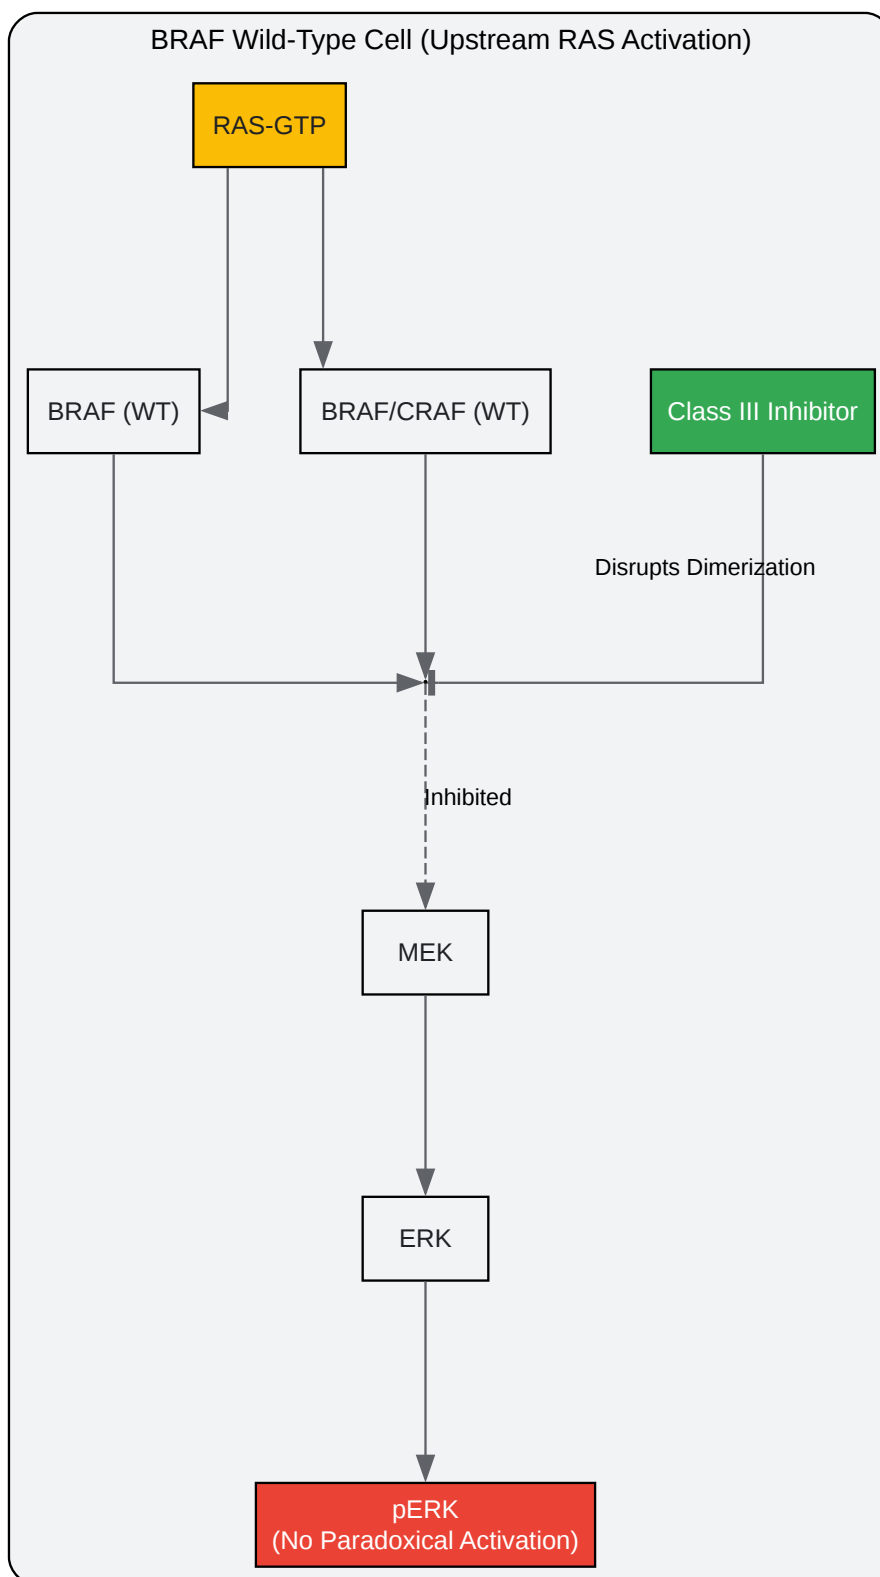 BRAF Wild-Type Cell (Upstream RAS Activation)
RAS-GTP
BRAF (WT)
BRAF/CRAF (WT)
Class III Inhibitor
Disrupts Dimerization
Inhibited
MEK
ERK
pERK
(No Paradoxical Activation)